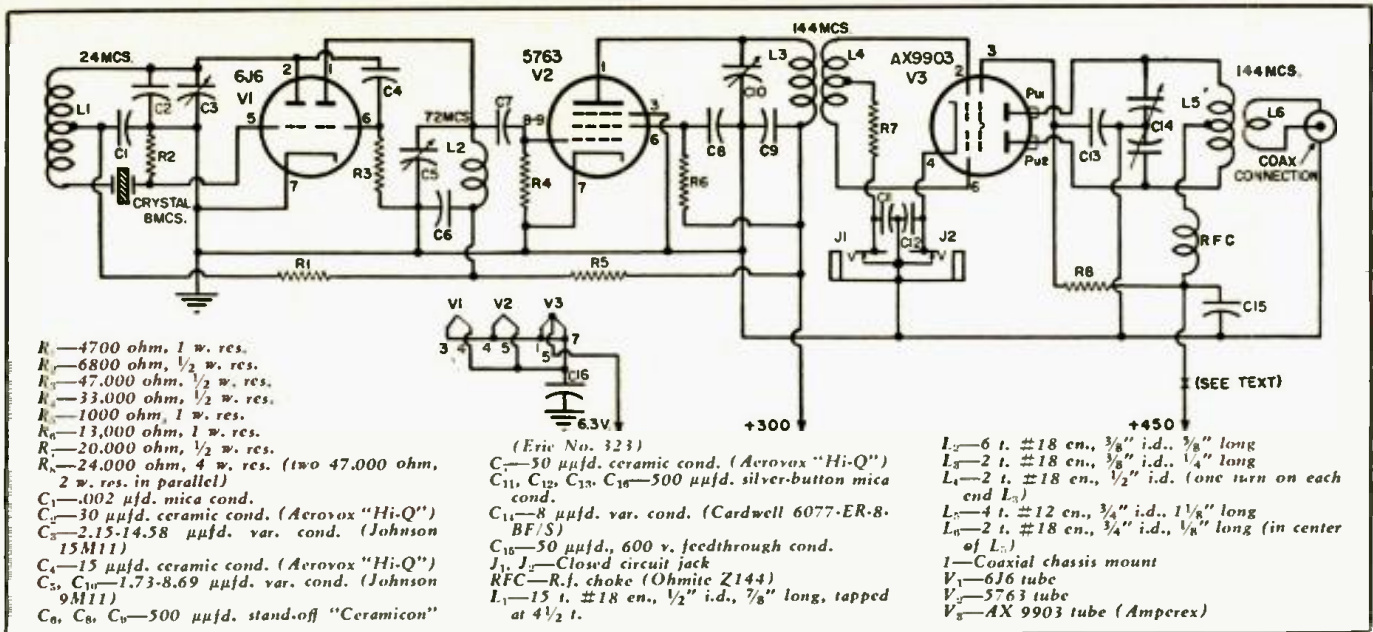 24MCS.
L1
C1
C2
C3
R2
CRYSTAL
8MCS.
6J6
V1
2
1
5
6
7
C4
R3
72MCS
C5
L2
C6
C7
5763
V2
1
8-9
3
6
7
R4
R6
C8
C9
C10
144MCS
L3
L4
R7
C12
J1
J2
AX9903
V3
2
3
4
6
Pu1
Pu2
C13
C14
144MCS.
L5
L6
COAX
CONNECTION
RFC
R8
C15
R1
R5
V1
V2
V3
3
4
4
5
1
5
7
C16
6.3V.
+300
(SEE TEXT)
+450
R1—4700 ohm, 1 w. res.
R2—6800 ohm, 1/2 w. res.
R3—47.000 ohm, 1/2 w. res.
R4—33.000 ohm, 1/2 w. res.
R5—1000 ohm, 1 w. res.
R6—13,000 ohm, 1 w. res.
R7—20.000 ohm, 1/2 w. res.
R8—24.000 ohm, 4 w. res. (two 47.000 ohm,
2 w. res. in parallel)
C1—.002 μfd. mica cond.
C2—30 μμfd. ceramic cond. (Aerovox "Hi-Q")
C3—2.15-14.58 μμfd. var. cond. (Johnson
15M11)
C4—15 μμfd. ceramic cond. (Aerovox "Hi-Q")
C5, C10—1.73-8.69 μμfd. var. cond. (Johnson
9M11)
C6, C8, C9—500 μμfd. stand-off "Ceramicon"
(Erie No. 323)
C7—50 μμfd. ceramic cond. (Aerovox "Hi-Q")
C11, C12, C13, C16—500 μμfd. silver-button mica
cond.
C14—8 μμfd. var. cond. (Cardwell 6077-ER-8-
BF/S)
C15—50 μμfd., 600 v. feedthrough cond.
J1, J2—Closed circuit jack
RFC—R.f. choke (Ohmite Z144)
L1—15 t. #18 en., 1/2" i.d., 7/8" long, tapped
at 4 1/2 t.
L2—6 t. #18 en., 3/8" i.d., 5/8" long
L3—2 t. #18 en., 3/8" i.d., 1/4" long
L4—2 t. #18 en., 1/2" i.d. (one turn on each
end L3)
L5—4 t. #12 en., 3/4" i.d., 1 1/8" long
L6—2 t. #18 en., 3/4" i.d., 1/8" long (in center
of L5)
1—Coaxial chassis mount
V1—6J6 tube
V2—5763 tube
V3—AX 9903 tube (Amperex)